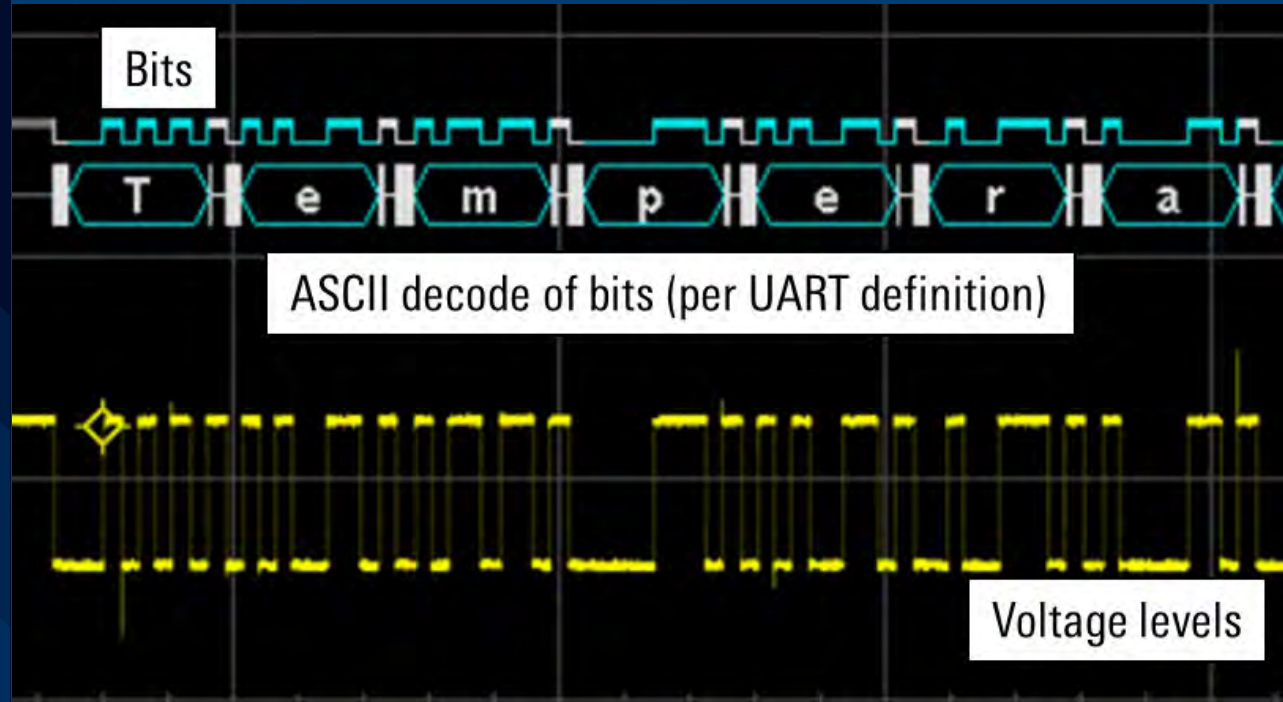 Bits
T e m p e r a
ASCII decode of bits (per UART definition)
Voltage levels